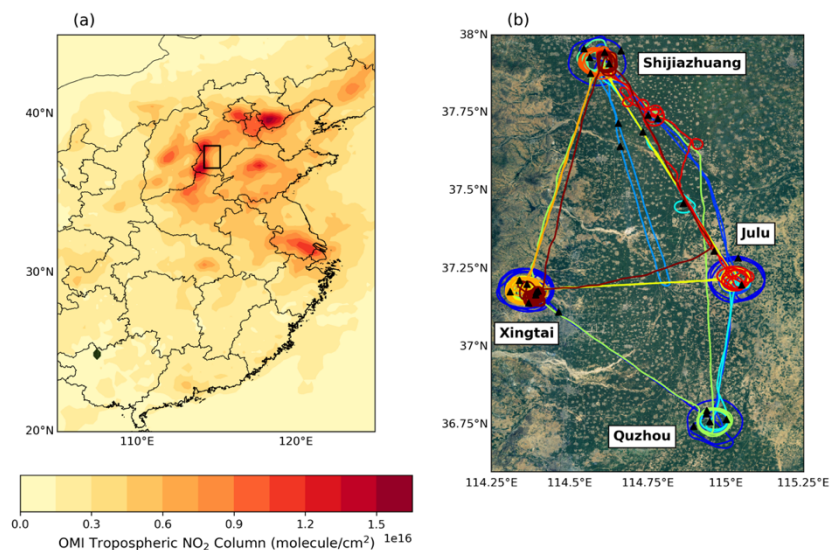 (a)
(b)
40°N
30°N
20°N
110°E
120°E
0.0
0.3
0.6
0.9
1.2
1.5
1e16
OMI Tropospheric NO₂ Column (molecule/cm²)
38°N
37.75°N
37.5°N
37.25°N
37°N
36.75°N
114.25°E
114.5°E
114.75°E
115°E
115.25°E
Shijiazhuang
Julu
Xingtai
Quzhou